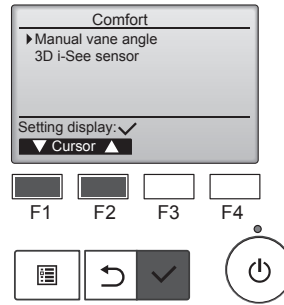 Comfort
Manual vane angle
3D i-See sensor
Setting display:
Cursor
F1 F2 F3 F4